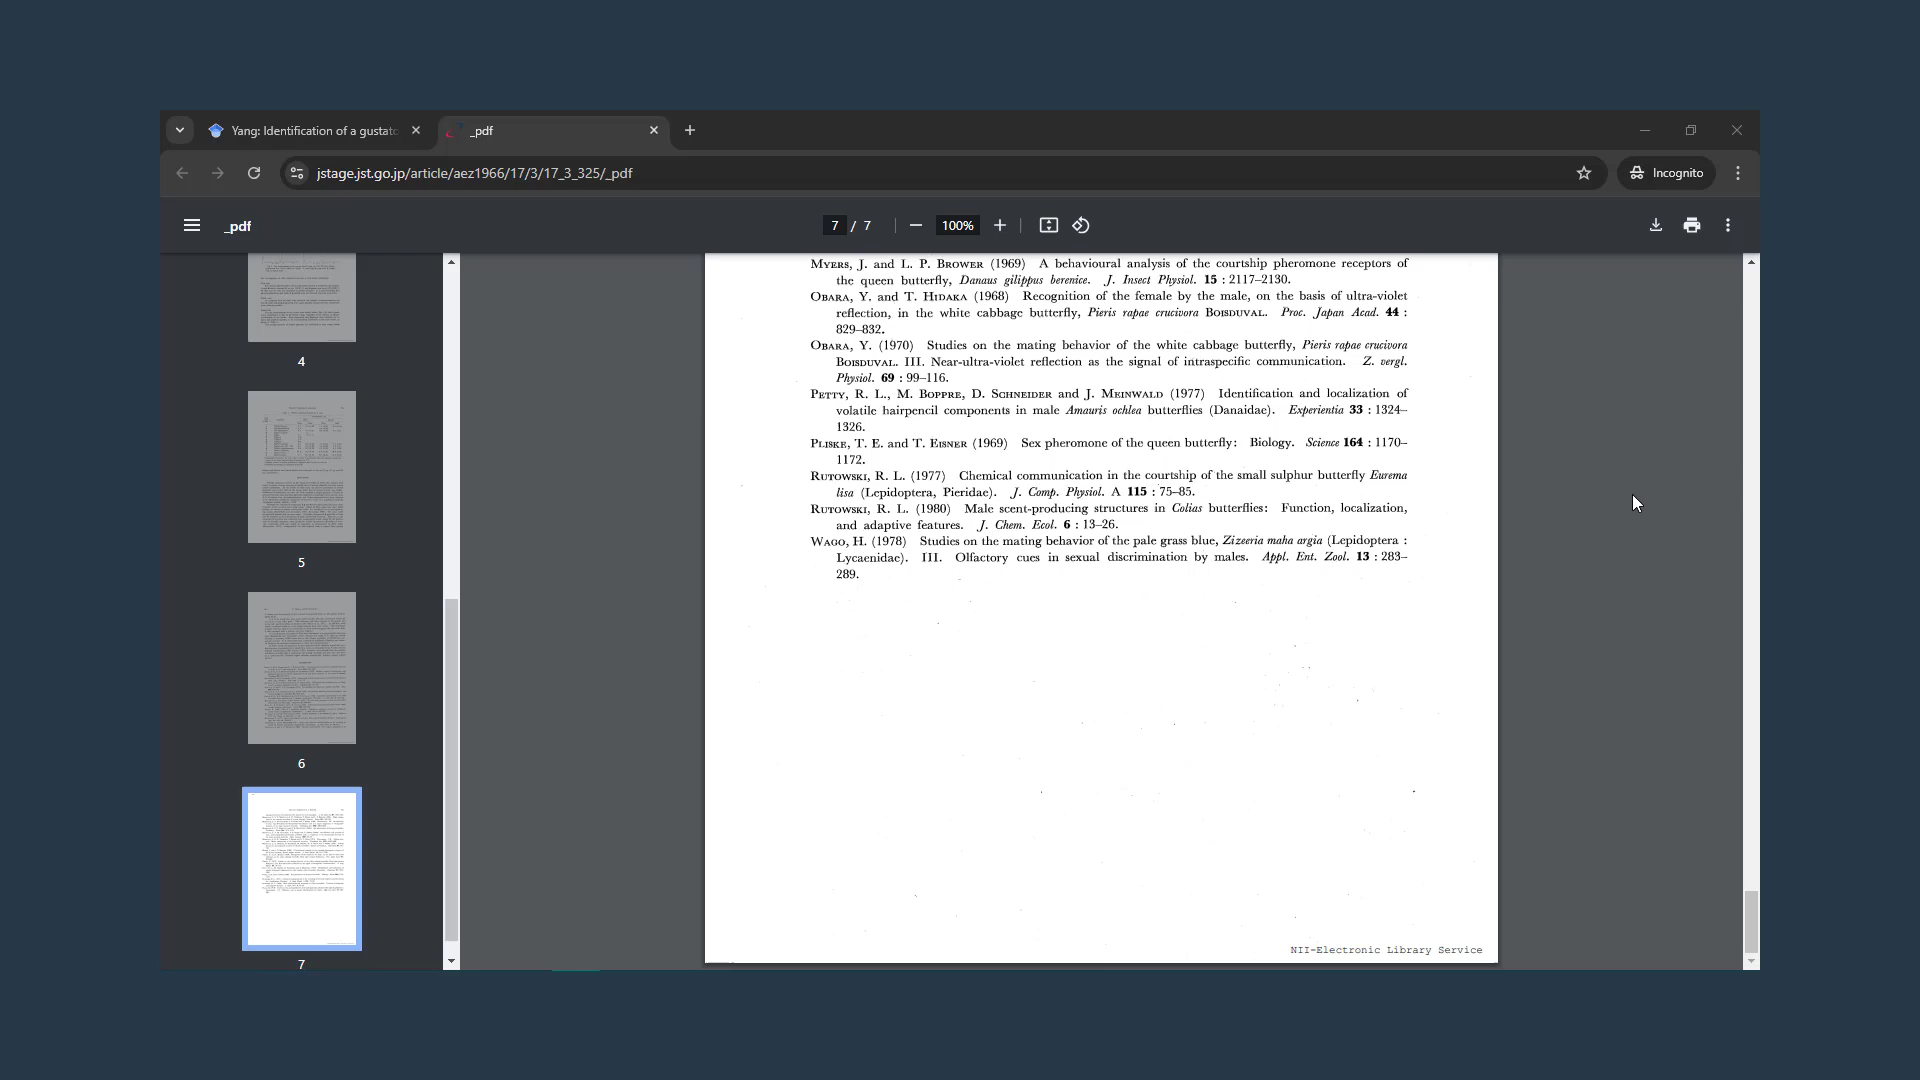 Yang: Identification of a gustato
_pdf
jstage.jst.go.jp/article/aez1966/17/3/17_3_325/_pdf
Incognito
_pdf
7 / 7
100%
4
5
6
7
MYERS, J. and L. P. BROWER (1969) A behavioural analysis of the courtship pheromone receptors of
the queen butterfly, Danaus gilippus berenice. J. Insect Physiol. 15 : 2117–2130.
OBARA, Y. and T. HIDAKA (1968) Recognition of the female by the male, on the basis of ultra-violet
reflection, in the white cabbage butterfly, Pieris rapae crucivora BOISDUVAL. Proc. Japan Acad. 44 :
829–832.
OBARA, Y. (1970) Studies on the mating behavior of the white cabbage butterfly, Pieris rapae crucivora
BOISDUVAL. III. Near-ultra-violet reflection as the signal of intraspecific communication. Z. vergl.
Physiol. 69 : 99–116.
PETTY, R. L., M. BOPPRE, D. SCHNEIDER and J. MEINWALD (1977) Identification and localization of
volatile hairpencil components in male Amauris ochlea butterflies (Danaidae). Experientia 33 : 1324–
1326.
PLISKE, T. E. and T. EISNER (1969) Sex pheromone of the queen butterfly: Biology. Science 164 : 1170–
1172.
RUTOWSKI, R. L. (1977) Chemical communication in the courtship of the small sulphur butterfly Eurema
lisa (Lepidoptera, Pieridae). J. Comp. Physiol. A 115 : 75–85.
RUTOWSKI, R. L. (1980) Male scent-producing structures in Colias butterflies: Function, localization,
and adaptive features. J. Chem. Ecol. 6 : 13–26.
WAGO, H. (1978) Studies on the mating behavior of the pale grass blue, Zizeeria maha argia (Lepidoptera :
Lycaenidae). III. Olfactory cues in sexual discrimination by males. Appl. Ent. Zool. 13 : 283–
289.
NII-Electronic Library Service